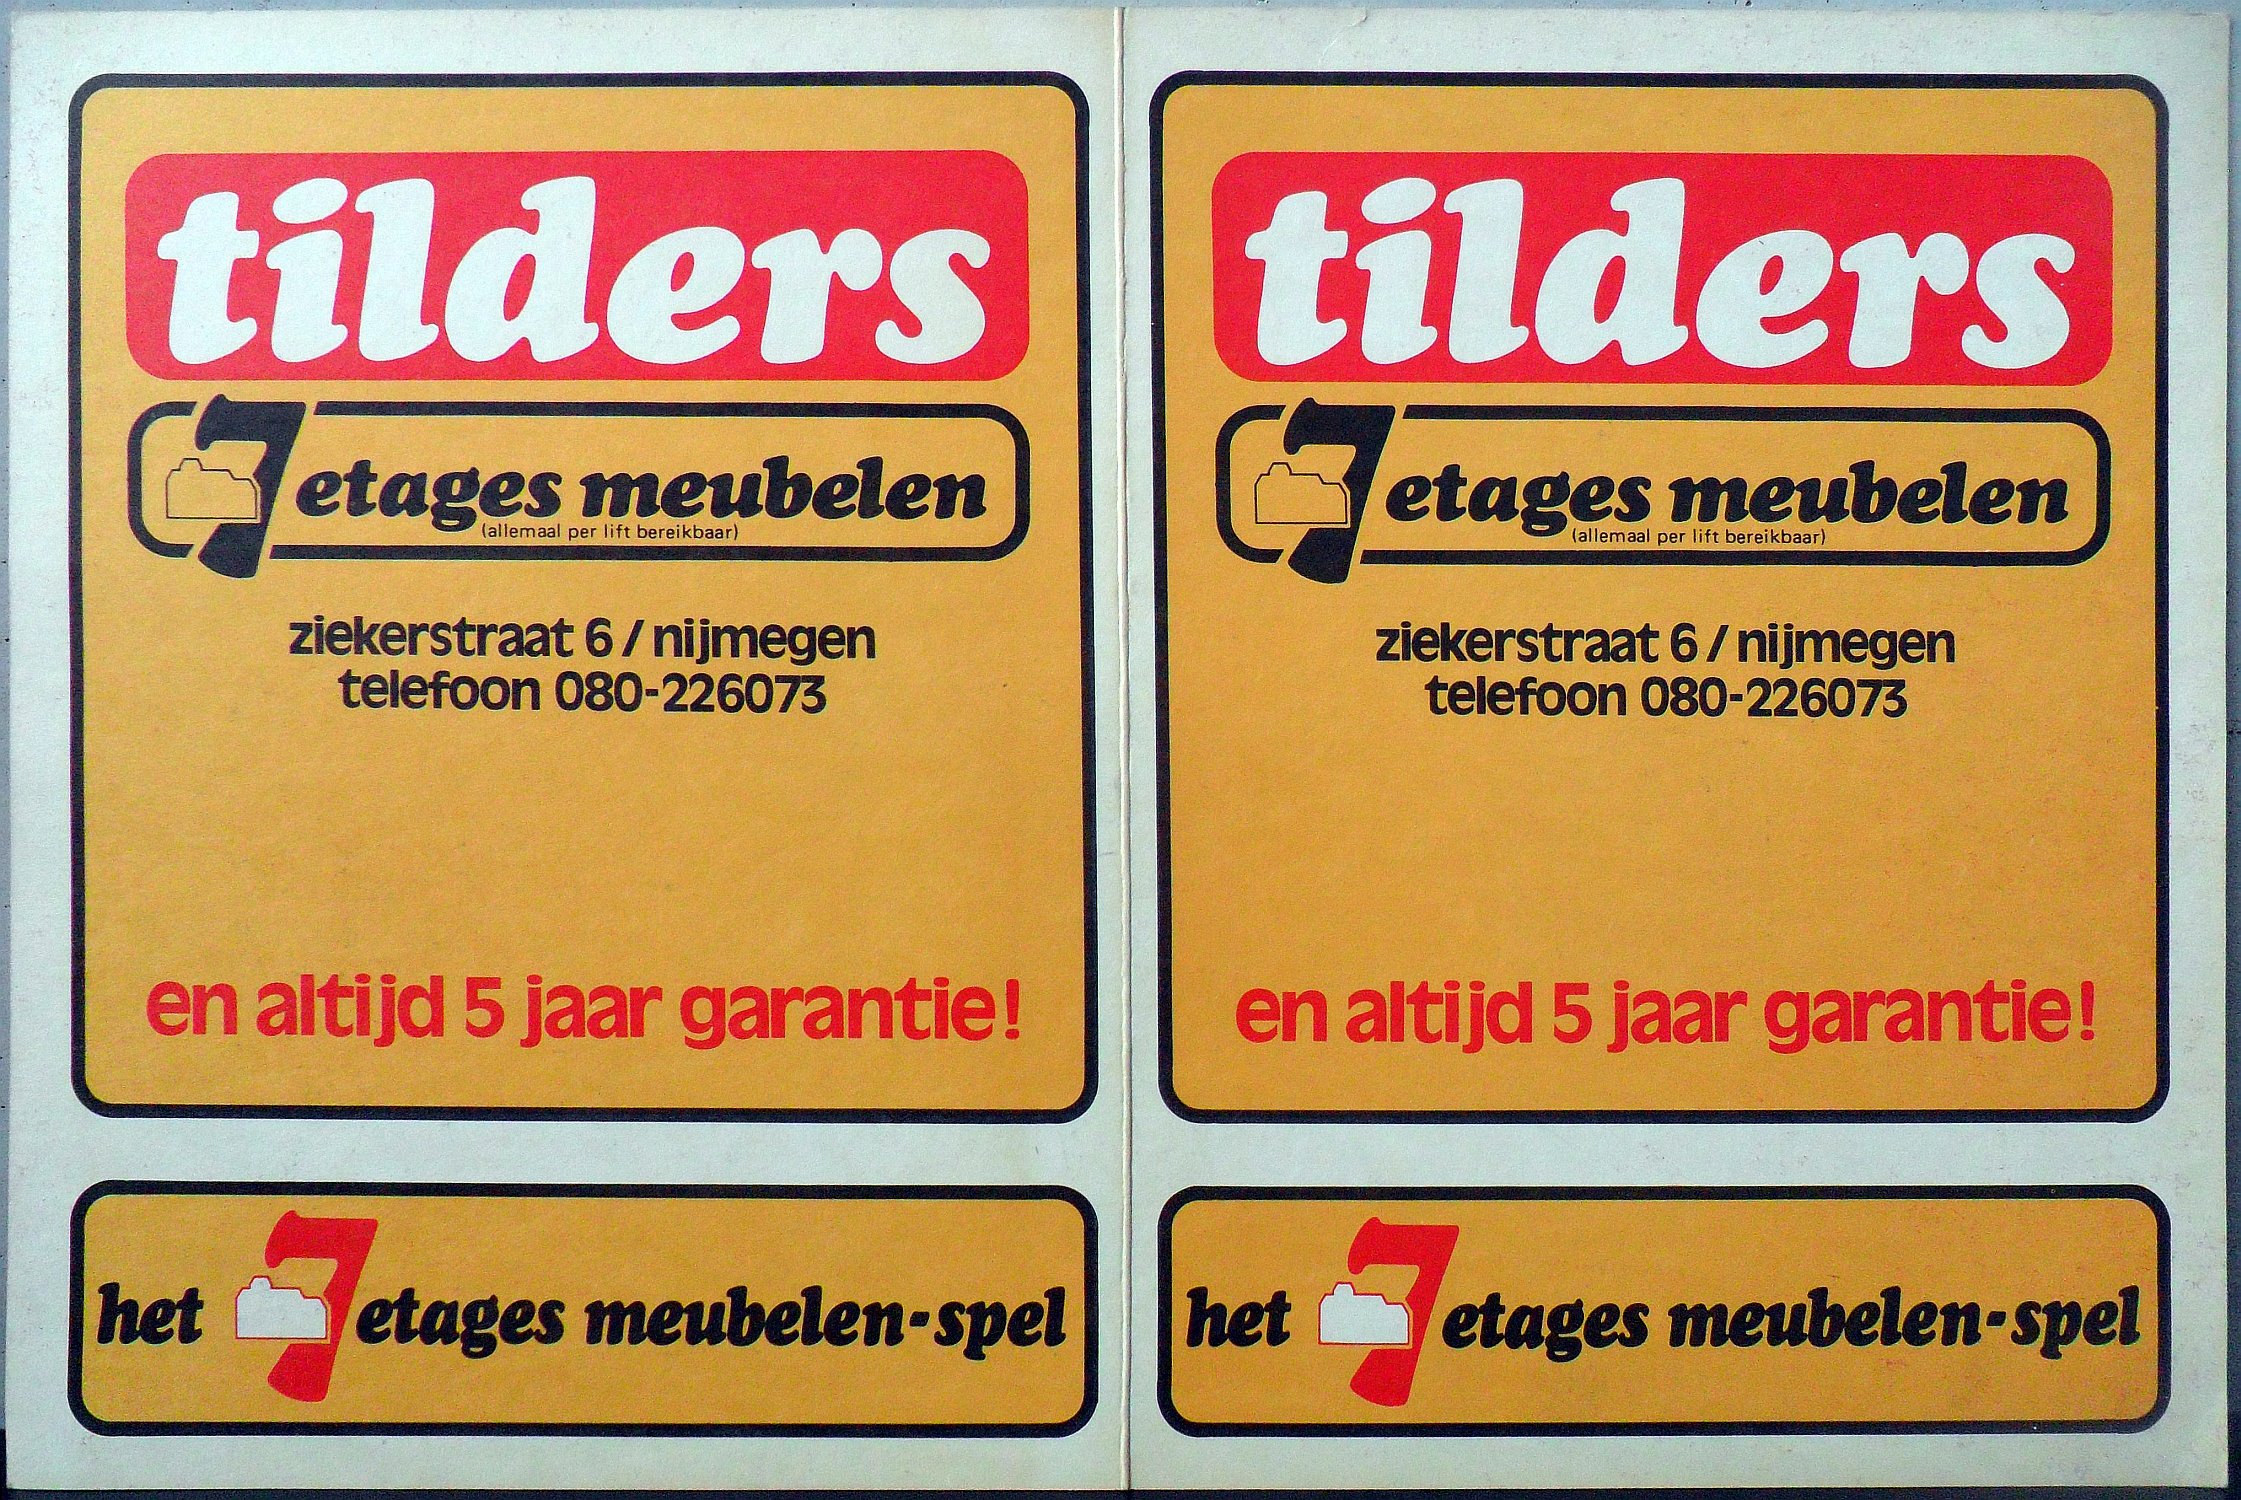 tilders
7 etages meubelen
(allemaal per lift bereikbaar)
ziekerstraat 6 / nijmegen
telefoon 080-226073
en altijd 5 jaar garantie!
het 7 etages meubelen-spel
tilders
7 etages meubelen
(allemaal per lift bereikbaar)
ziekerstraat 6 / nijmegen
telefoon 080-226073
en altijd 5 jaar garantie!
het 7 etages meubelen-spel